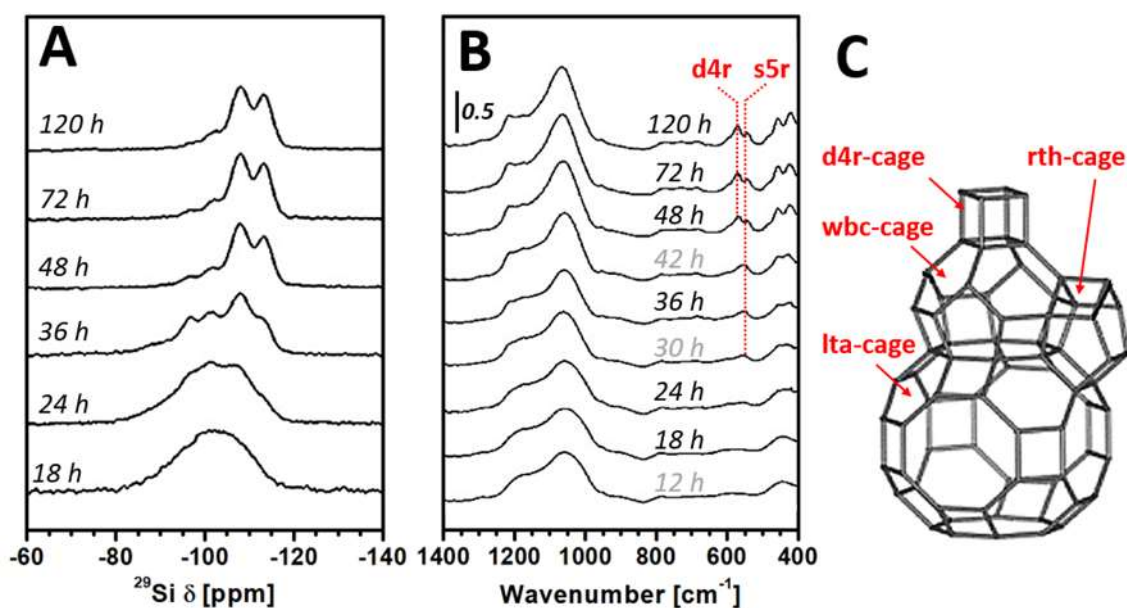 A
120 h
72 h
48 h
36 h
24 h
18 h
-60 -80 -100 -120 -140
²⁹Si δ [ppm]
B
d4r s5r
0.5
120 h
72 h
48 h
42 h
36 h
30 h
24 h
18 h
12 h
1400 1200 1000 800 600 400
Wavenumber [cm⁻¹]
C
d4r-cage rth-cage
wbc-cage
lta-cage